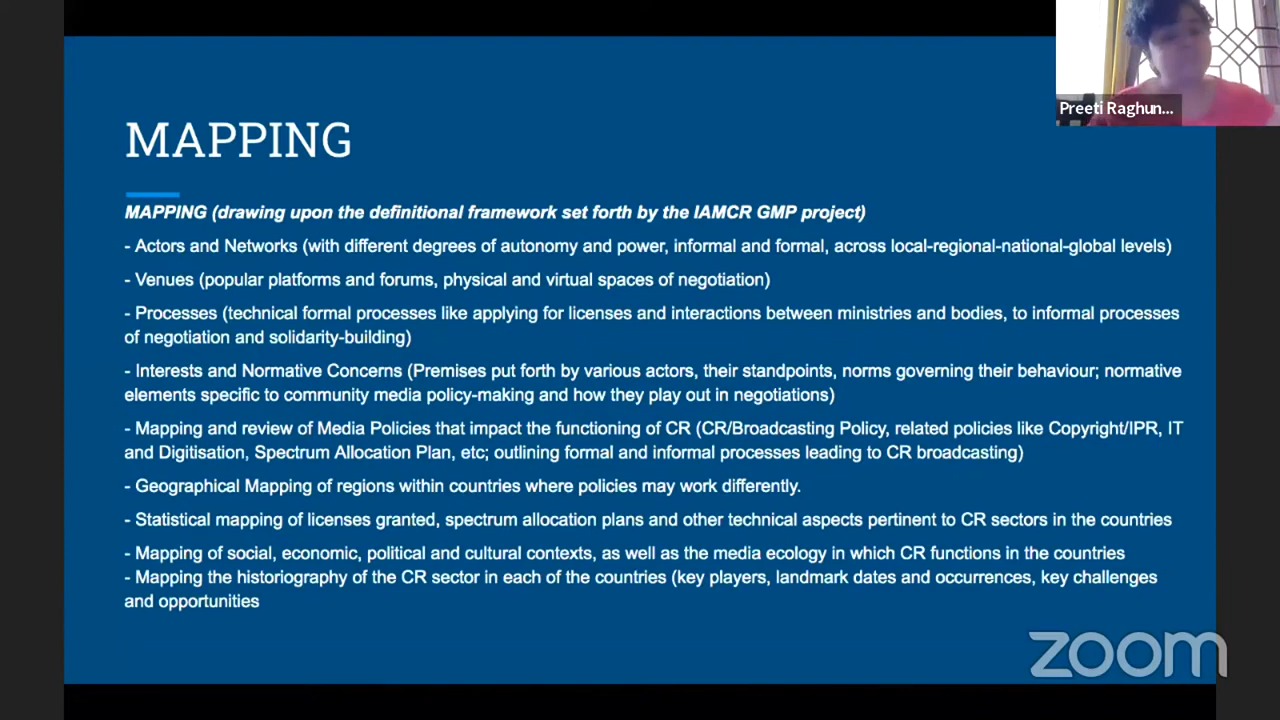 Preeti Raghun...
MAPPING
MAPPING (drawing upon the definitional framework set forth by the IAMCR GMP project)
- Actors and Networks (with different degrees of autonomy and power, informal and formal, across local-regional-national-global levels)
- Venues (popular platforms and forums, physical and virtual spaces of negotiation)
- Processes (technical formal processes like applying for licenses and interactions between ministries and bodies, to informal processes
of negotiation and solidarity-building)
- Interests and Normative Concerns (Premises put forth by various actors, their standpoints, norms governing their behaviour; normative
elements specific to community media policy-making and how they play out in negotiations)
- Mapping and review of Media Policies that impact the functioning of CR (CR/Broadcasting Policy, related policies like Copyright/IPR, IT
and Digitisation, Spectrum Allocation Plan, etc; outlining formal and informal processes leading to CR broadcasting)
- Geographical Mapping of regions within countries where policies may work differently.
- Statistical mapping of licenses granted, spectrum allocation plans and other technical aspects pertinent to CR sectors in the countries
- Mapping of social, economic, political and cultural contexts, as well as the media ecology in which CR functions in the countries
- Mapping the historiography of the CR sector in each of the countries (key players, landmark dates and occurrences, key challenges
and opportunities
zoom